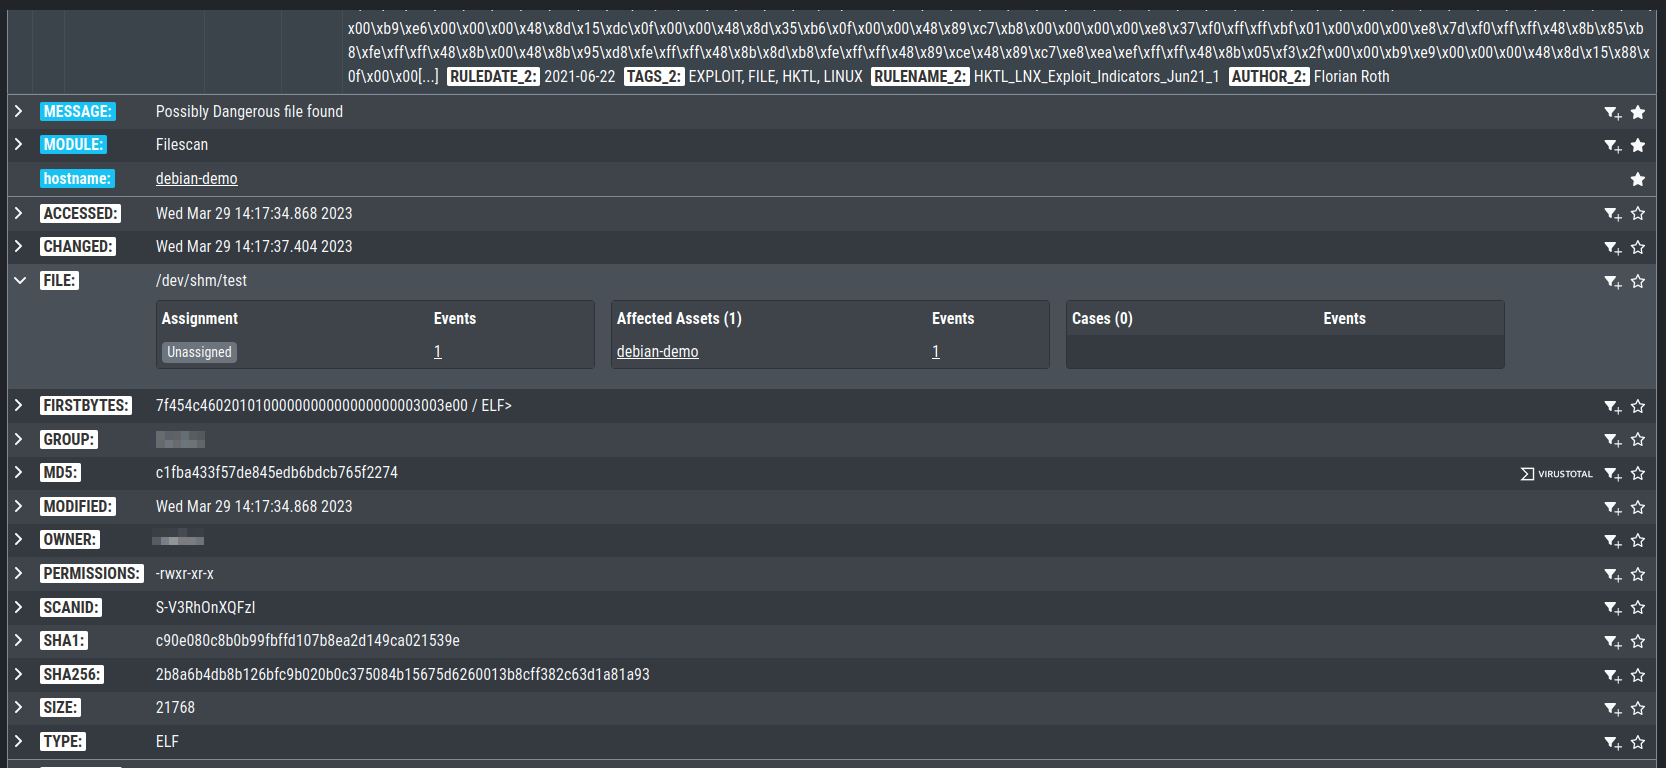 x00\xb9\xe6\x00\x00\x00\x48\x8d\x15\xdc\x0f\x00\x00\x48\x8d\x35\xb6\x0f\x00\x00\x48\x89\xc7\xb8\x00\x00\x00\x00\xe8\x37\xf0\xff\xff\xbf\x01\x00\x00\x00\xe8\x7d\xf0\xff\xff\x48\x8b\x85\xb
8\xfe\xff\xff\x48\x8b\x00\x48\x8b\x95\xd8\xfe\xff\xff\x48\x8b\x8d\xb8\xfe\xff\xff\x48\x89\xce\x48\x89\xc7\xe8\xea\xef\xff\xff\x48\x8b\x05\xf3\x2f\x00\x00\xb9\xe9\x00\x00\x00\x48\x8d\x15\x88\x
0f\x00\x00[...] RULEDATE_2: 2021-06-22 TAGS_2: EXPLOIT, FILE, HKTL, LINUX RULENAME_2: HKTL_LNX_Exploit_Indicators_Jun21_1 AUTHOR_2: Florian Roth
MESSAGE: Possibly Dangerous file found
MODULE: Filescan
hostname: debian-demo
ACCESSED: Wed Mar 29 14:17:34.868 2023
CHANGED: Wed Mar 29 14:17:37.404 2023
FILE: /dev/shm/test
Assignment Events Affected Assets (1) Events Cases (0) Events
Unassigned 1 debian-demo 1
FIRSTBYTES: 7f454c4602010100000000000000000003003e00 / ELF>
GROUP:
MD5: c1fba433f57de845edb6bdcb765f2274 VIRUSTOTAL
MODIFIED: Wed Mar 29 14:17:34.868 2023
OWNER:
PERMISSIONS: -rwxr-xr-x
SCANID: S-V3RhOnXQFzI
SHA1: c90e080c8b0b99fbffd107b8ea2d149ca021539e
SHA256: 2b8a6b4db8b126bfc9b020b0c375084b15675d6260013b8cff382c63d1a81a93
SIZE: 21768
TYPE: ELF